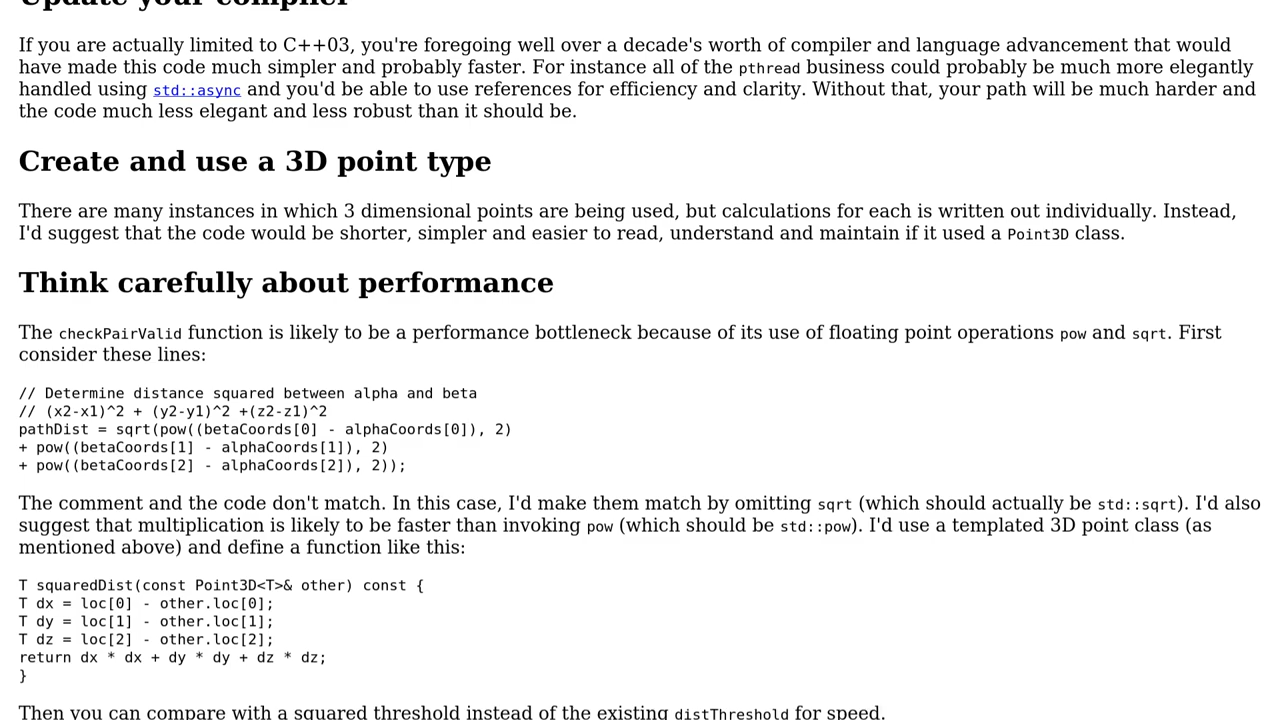 Update your compiler
If you are actually limited to C++03, you're foregoing well over a decade's worth of compiler and language advancement that would
have made this code much simpler and probably faster. For instance all of the pthread business could probably be much more elegantly
handled using std::async and you'd be able to use references for efficiency and clarity. Without that, your path will be much harder and
the code much less elegant and less robust than it should be.
Create and use a 3D point type
There are many instances in which 3 dimensional points are being used, but calculations for each is written out individually. Instead,
I'd suggest that the code would be shorter, simpler and easier to read, understand and maintain if it used a Point3D class.
Think carefully about performance
The checkPairValid function is likely to be a performance bottleneck because of its use of floating point operations pow and sqrt. First
consider these lines:
// Determine distance squared between alpha and beta
// (x2-x1)^2 + (y2-y1)^2 +(z2-z1)^2
pathDist = sqrt(pow((betaCoords[0] - alphaCoords[0]), 2)
+ pow((betaCoords[1] - alphaCoords[1]), 2)
+ pow((betaCoords[2] - alphaCoords[2]), 2));
The comment and the code don't match. In this case, I'd make them match by omitting sqrt (which should actually be std::sqrt). I'd also
suggest that multiplication is likely to be faster than invoking pow (which should be std::pow). I'd use a templated 3D point class (as
mentioned above) and define a function like this:
T squaredDist(const Point3D<T>& other) const {
T dx = loc[0] - other.loc[0];
T dy = loc[1] - other.loc[1];
T dz = loc[2] - other.loc[2];
return dx * dx + dy * dy + dz * dz;
}
Then you can compare with a squared threshold instead of the existing distThreshold for speed.